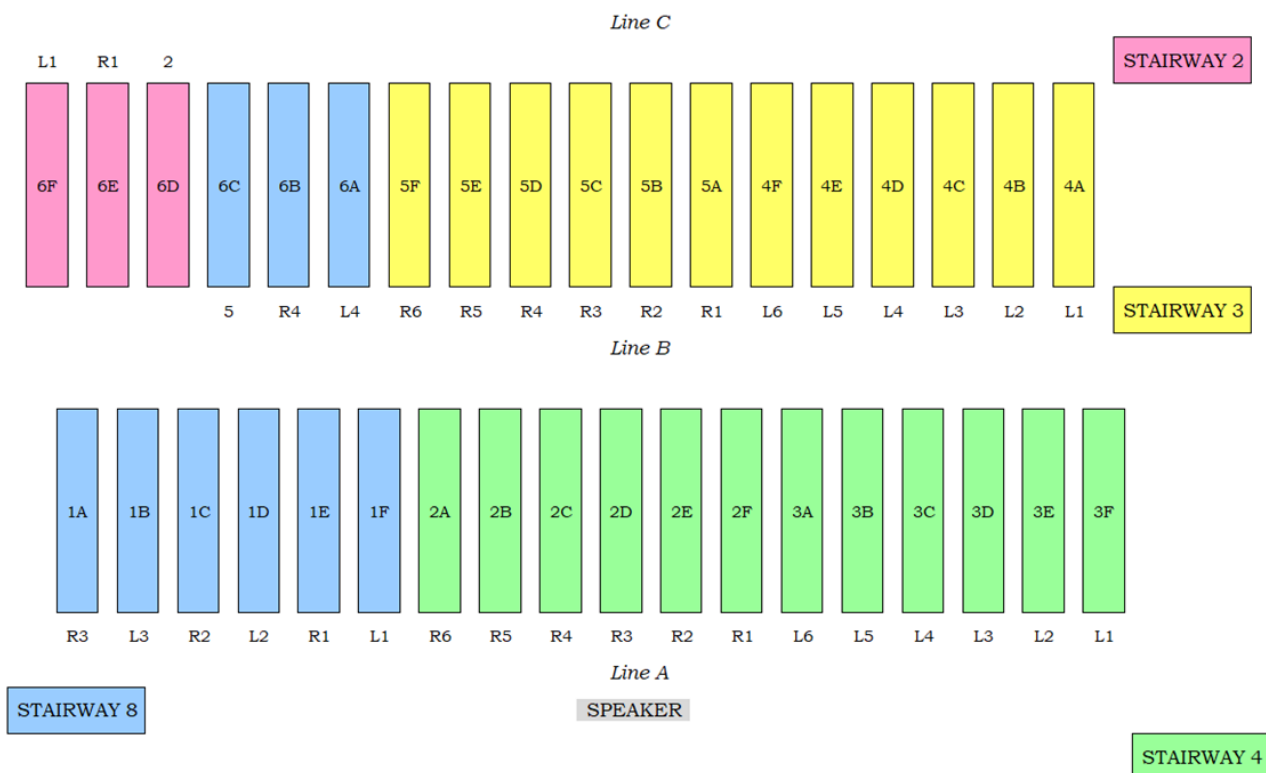 Line C
STAIRWAY 2
L1 R1 2
6F 6E 6D 6C 6B 6A 5F 5E 5D 5C 5B 5A 4F 4E 4D 4C 4B 4A
5 R4 L4 R6 R5 R4 R3 R2 R1 L6 L5 L4 L3 L2 L1 STAIRWAY 3
Line B
1A 1B 1C 1D 1E 1F 2A 2B 2C 2D 2E 2F 3A 3B 3C 3D 3E 3F
R3 L3 R2 L2 R1 L1 R6 R5 R4 R3 R2 R1 L6 L5 L4 L3 L2 L1
Line A
STAIRWAY 8 SPEAKER
STAIRWAY 4